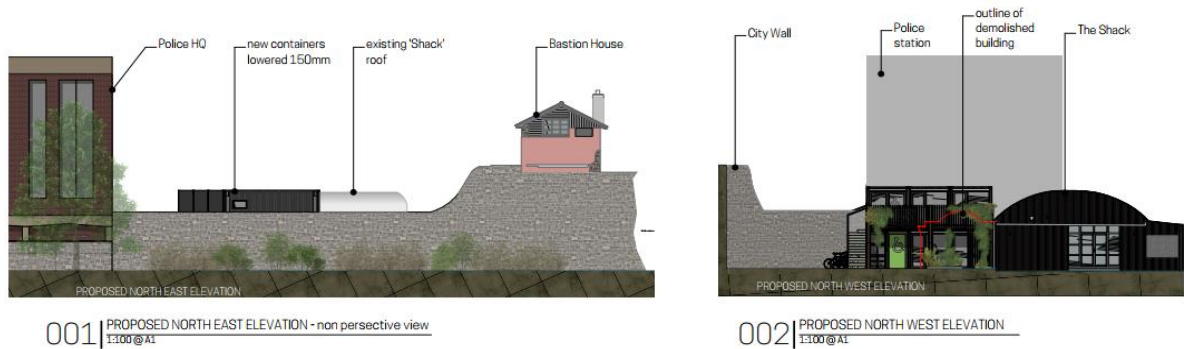 Police HQ
new containers
lowered 150mm
existing 'Shack'
roof
Bastion House
PROPOSED NORTH EAST ELEVATION
001
PROPOSED NORTH EAST ELEVATION - non persective view
1:100 @ A1
City Wall
Police
station
outline of
demolished
building
The Shack
PROPOSED NORTH WEST ELEVATION
002
PROPOSED NORTH WEST ELEVATION
1:100 @ A1